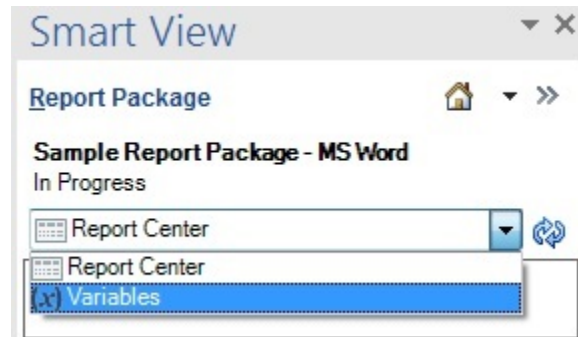 Smart View
Report Package
Sample Report Package - MS Word
In Progress
Report Center
Report Center
(x) Variables